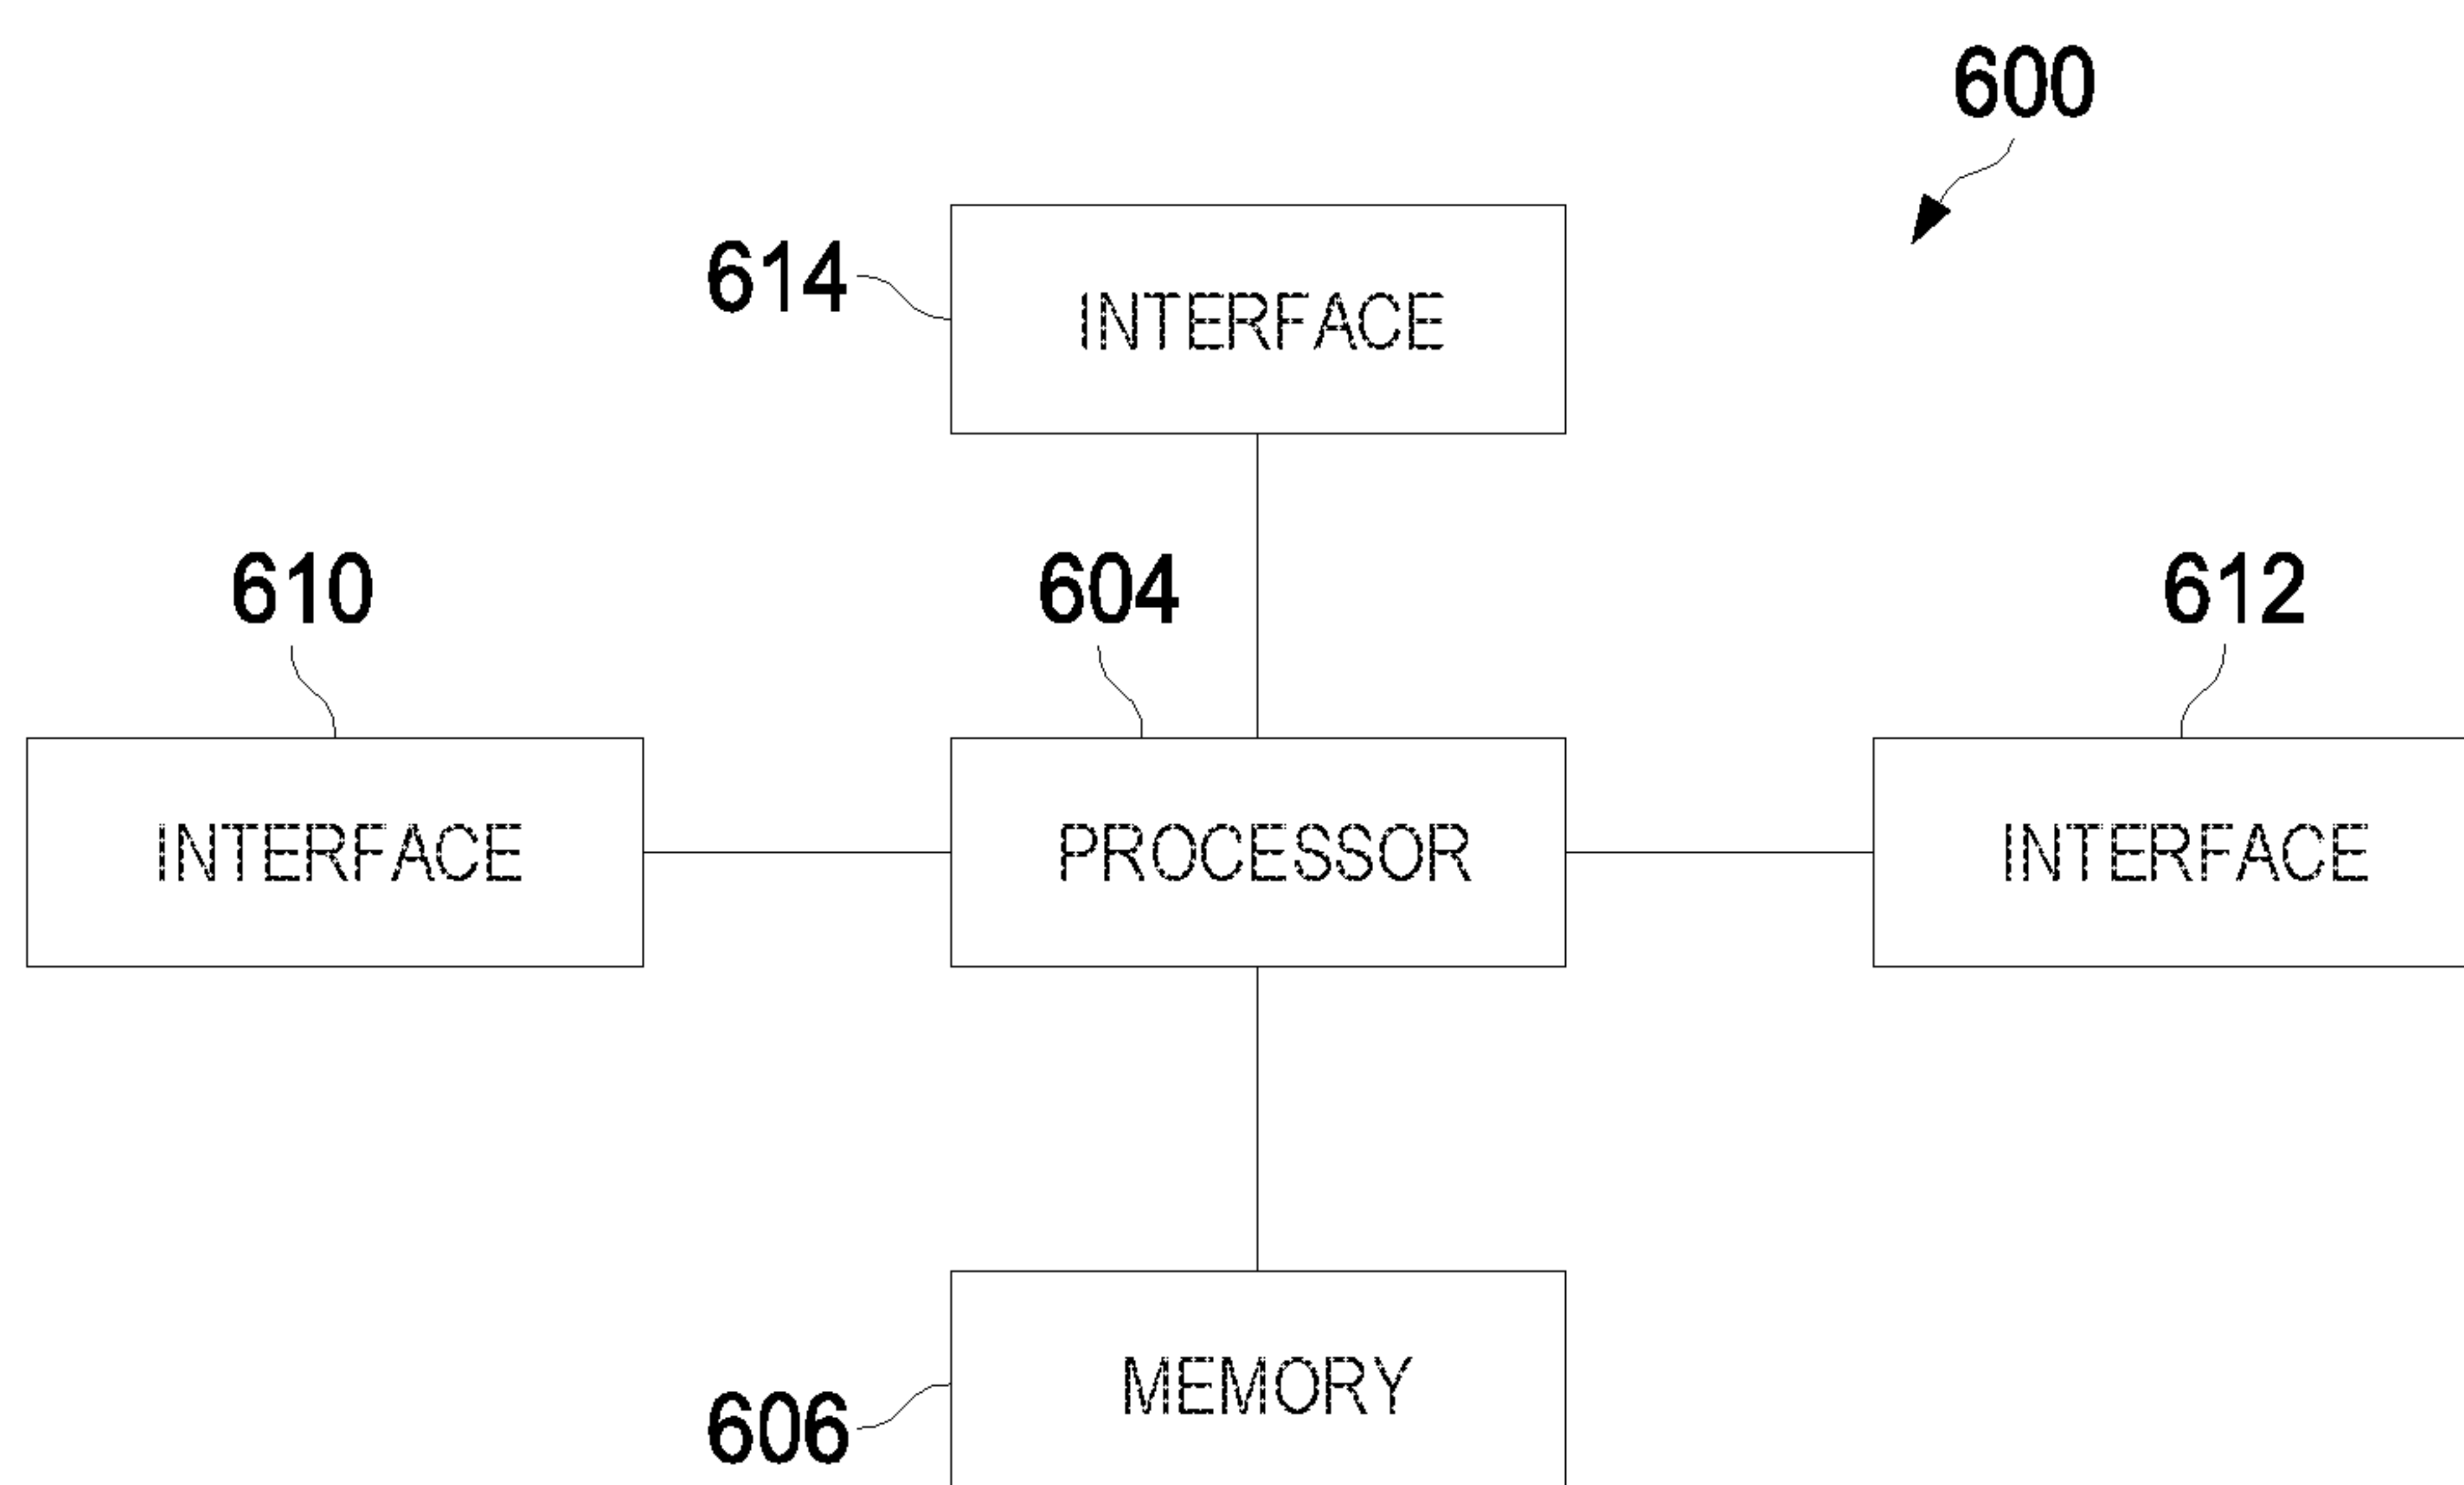 600
614
INTERFACE
610
604
612
INTERFACE
PROCESSOR
INTERFACE
MEMORY
606